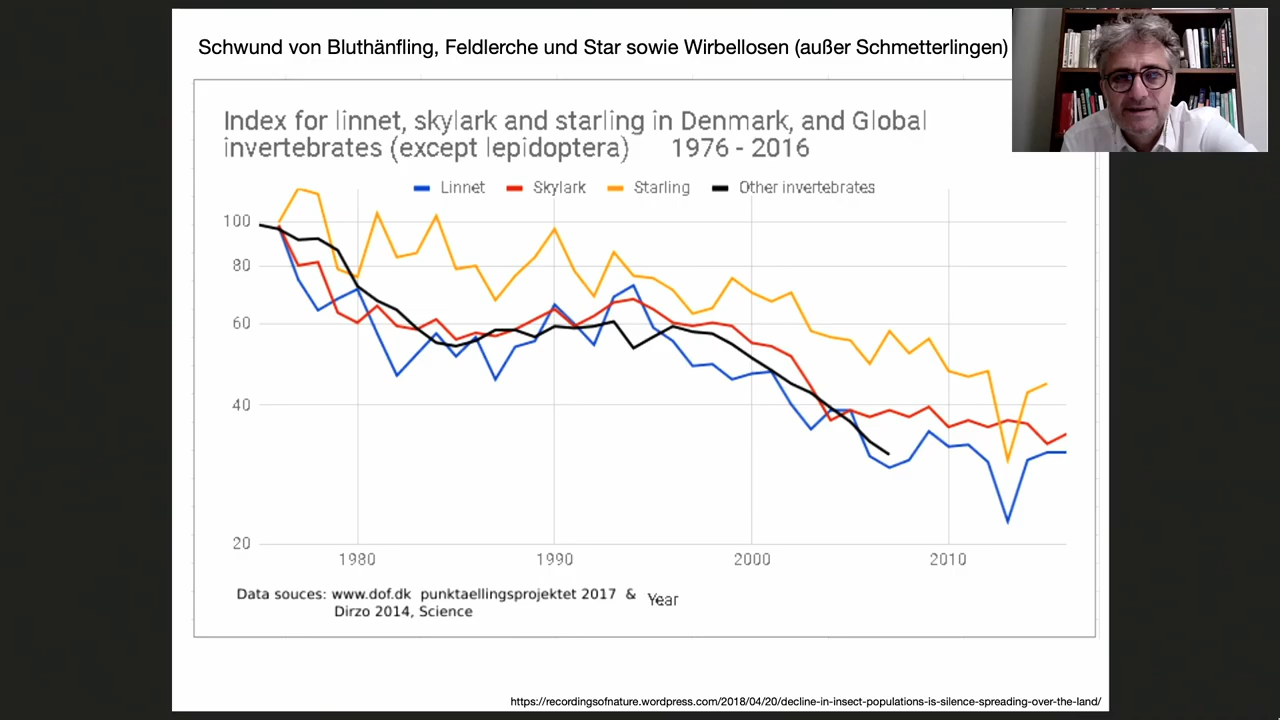 Schwund von Bluthänfling, Feldlerche und Star sowie Wirbellosen (außer Schmetterlingen)
Index for linnet, skylark and starling in Denmark, and Global
invertebrates (except lepidoptera) 1976 - 2016
Linnet Skylark Starling Other invertebrates
100
80
60
40
20
1980 1990 2000 2010
Year
Data souces: www.dof.dk punktaellingsprojektet 2017 &
Dirzo 2014, Science
https://recordingsofnature.wordpress.com/2018/04/20/decline-in-insect-populations-is-silence-spreading-over-the-land/